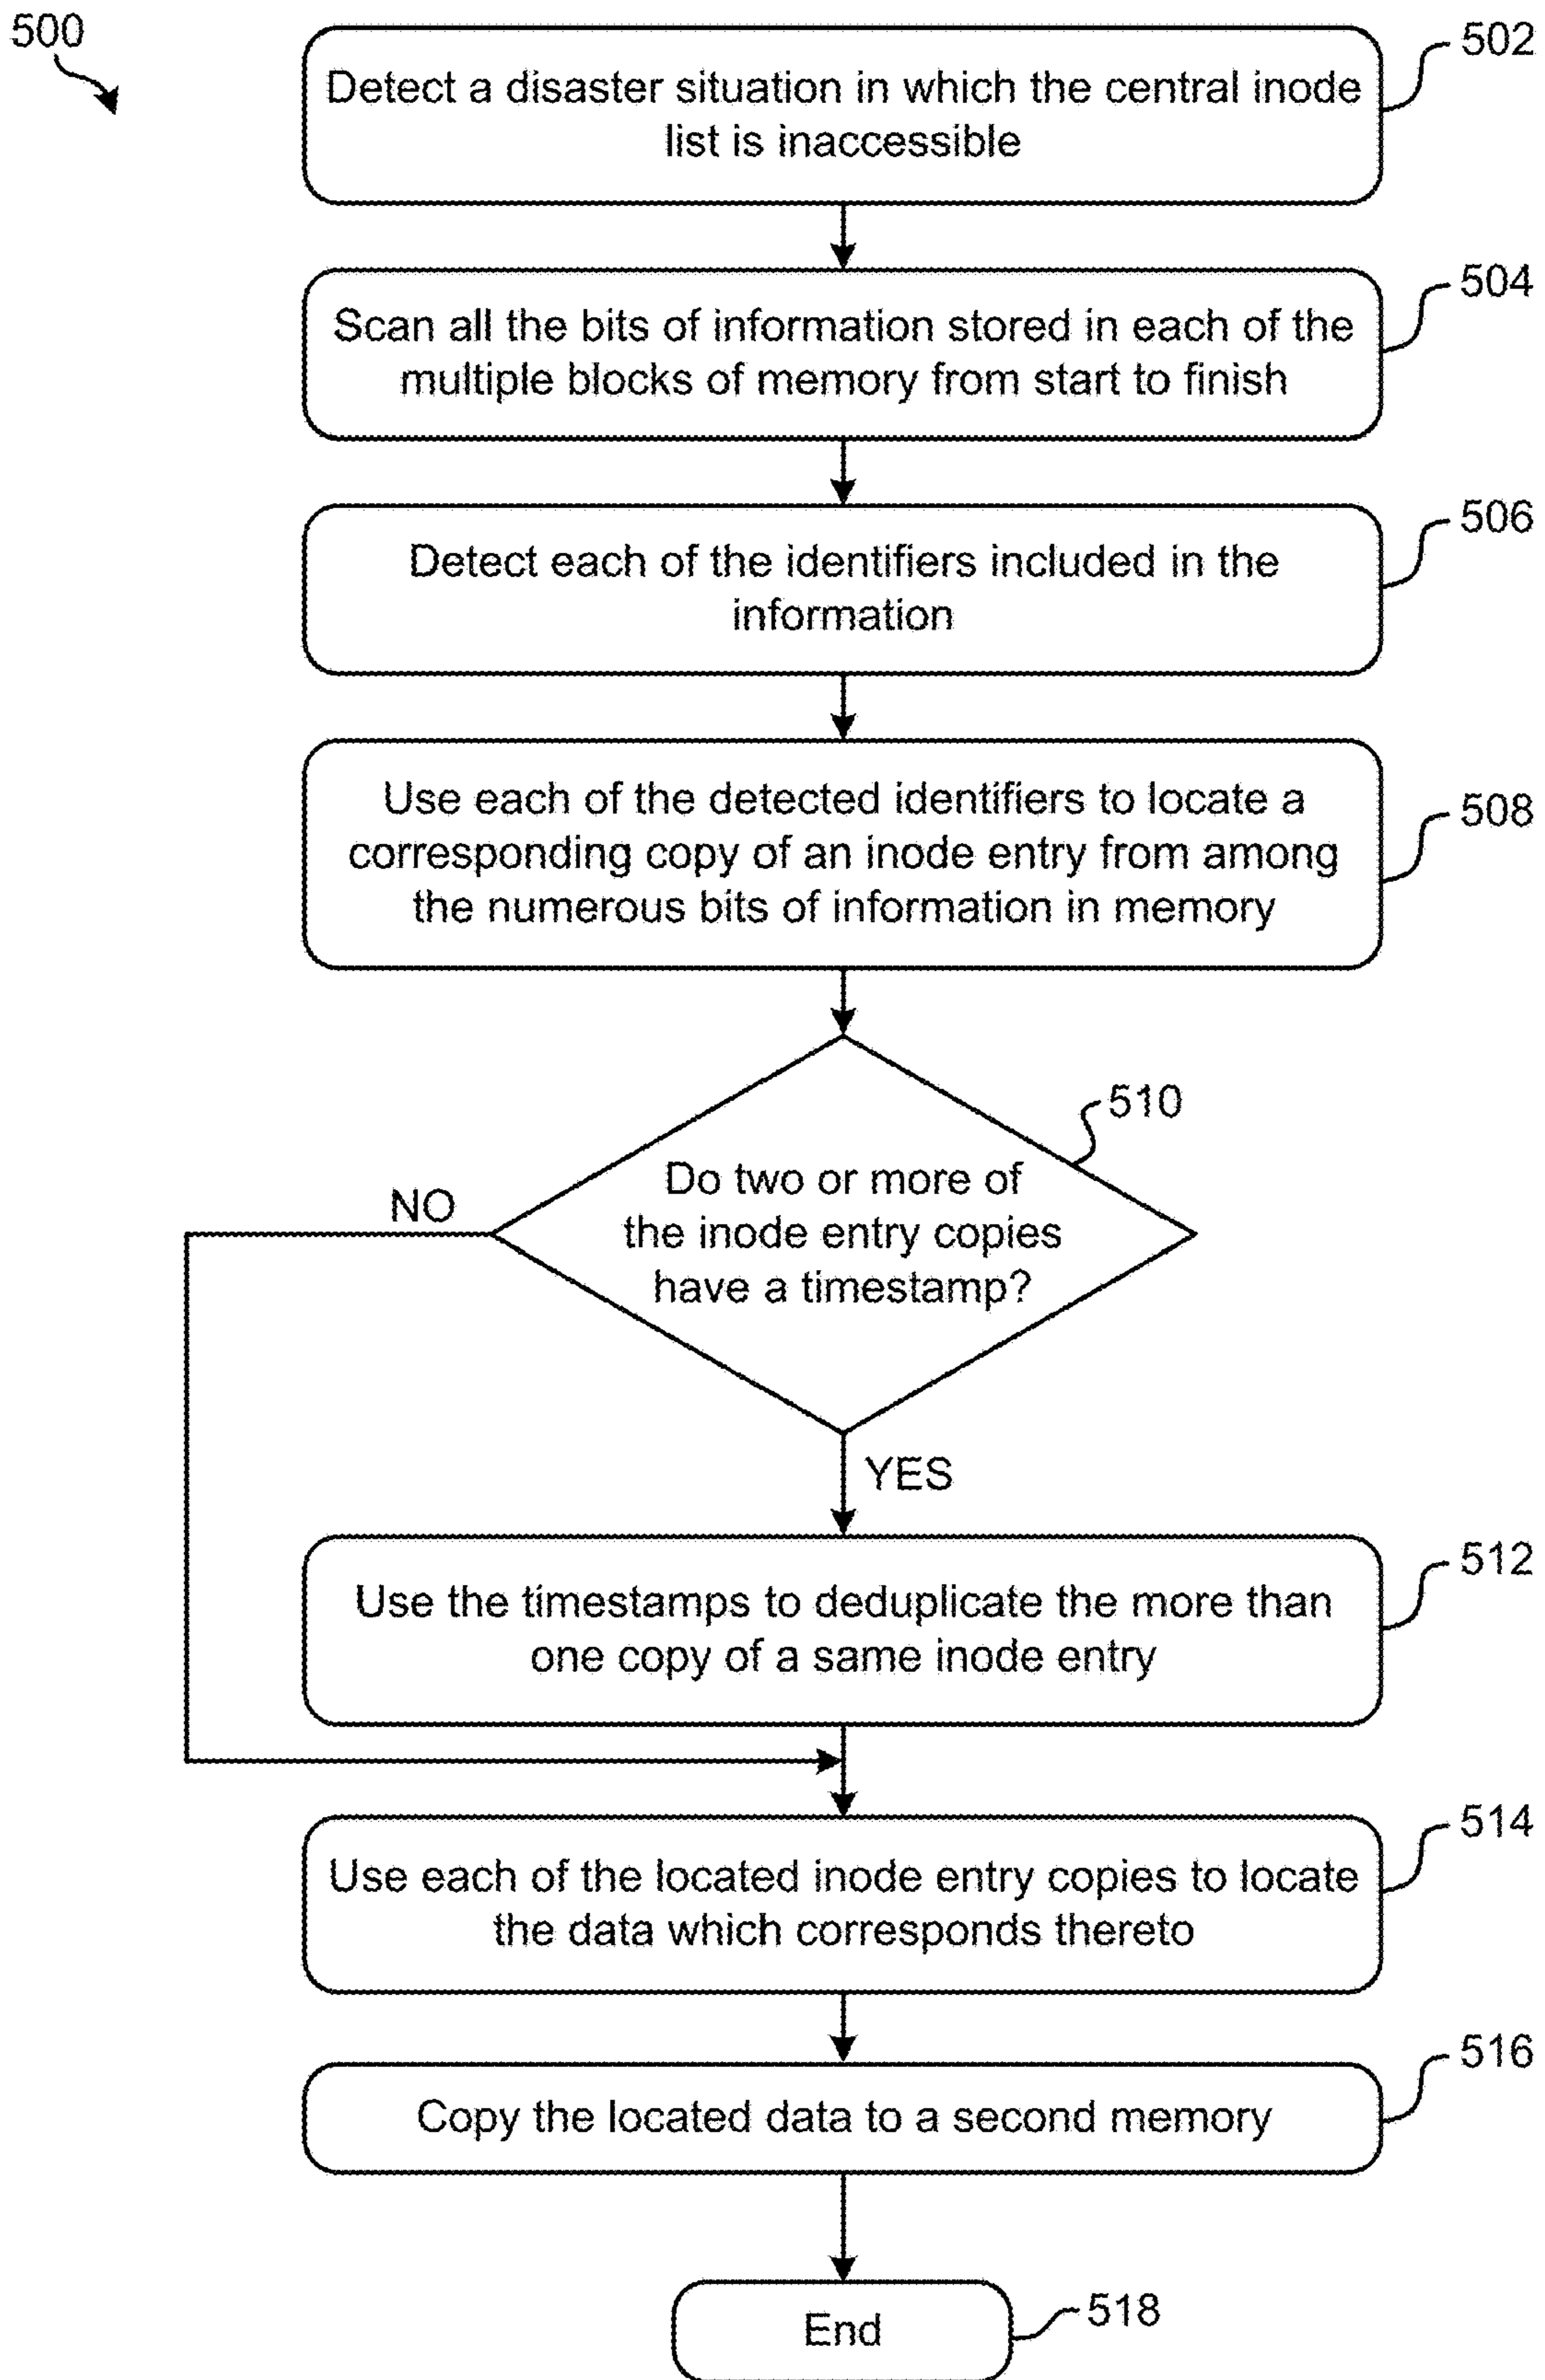 500
502
Detect a disaster situation in which the central inode
list is inaccessible
504
Scan all the bits of information stored in each of the
multiple blocks of memory from start to finish
506
Detect each of the identifiers included in the
information
508
Use each of the detected identifiers to locate a
corresponding copy of an inode entry from among
the numerous bits of information in memory
510
Do two or more of
the inode entry copies
have a timestamp?
NO
YES
512
Use the timestamps to deduplicate the more than
one copy of a same inode entry
514
Use each of the located inode entry copies to locate
the data which corresponds thereto
516
Copy the located data to a second memory
End
518